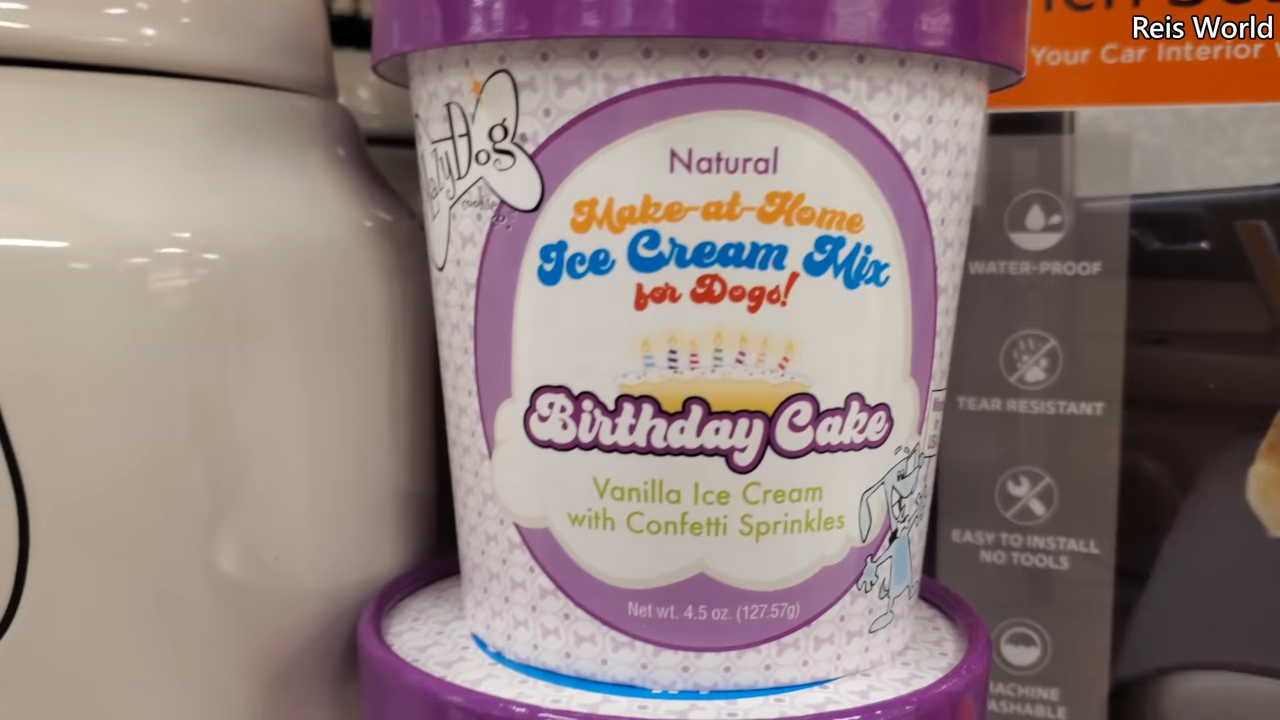 Reis World
Your Car Interior
Dog
Natural
Make-at-Home
Ice Cream Mix
for Dogs!
Birthday Cake
Vanilla Ice Cream
with Confetti Sprinkles
Net wt. 4.5 oz. (127.57g)
WATER-PROOF
TEAR RESISTANT
EASY TO INSTALL
NO TOOLS